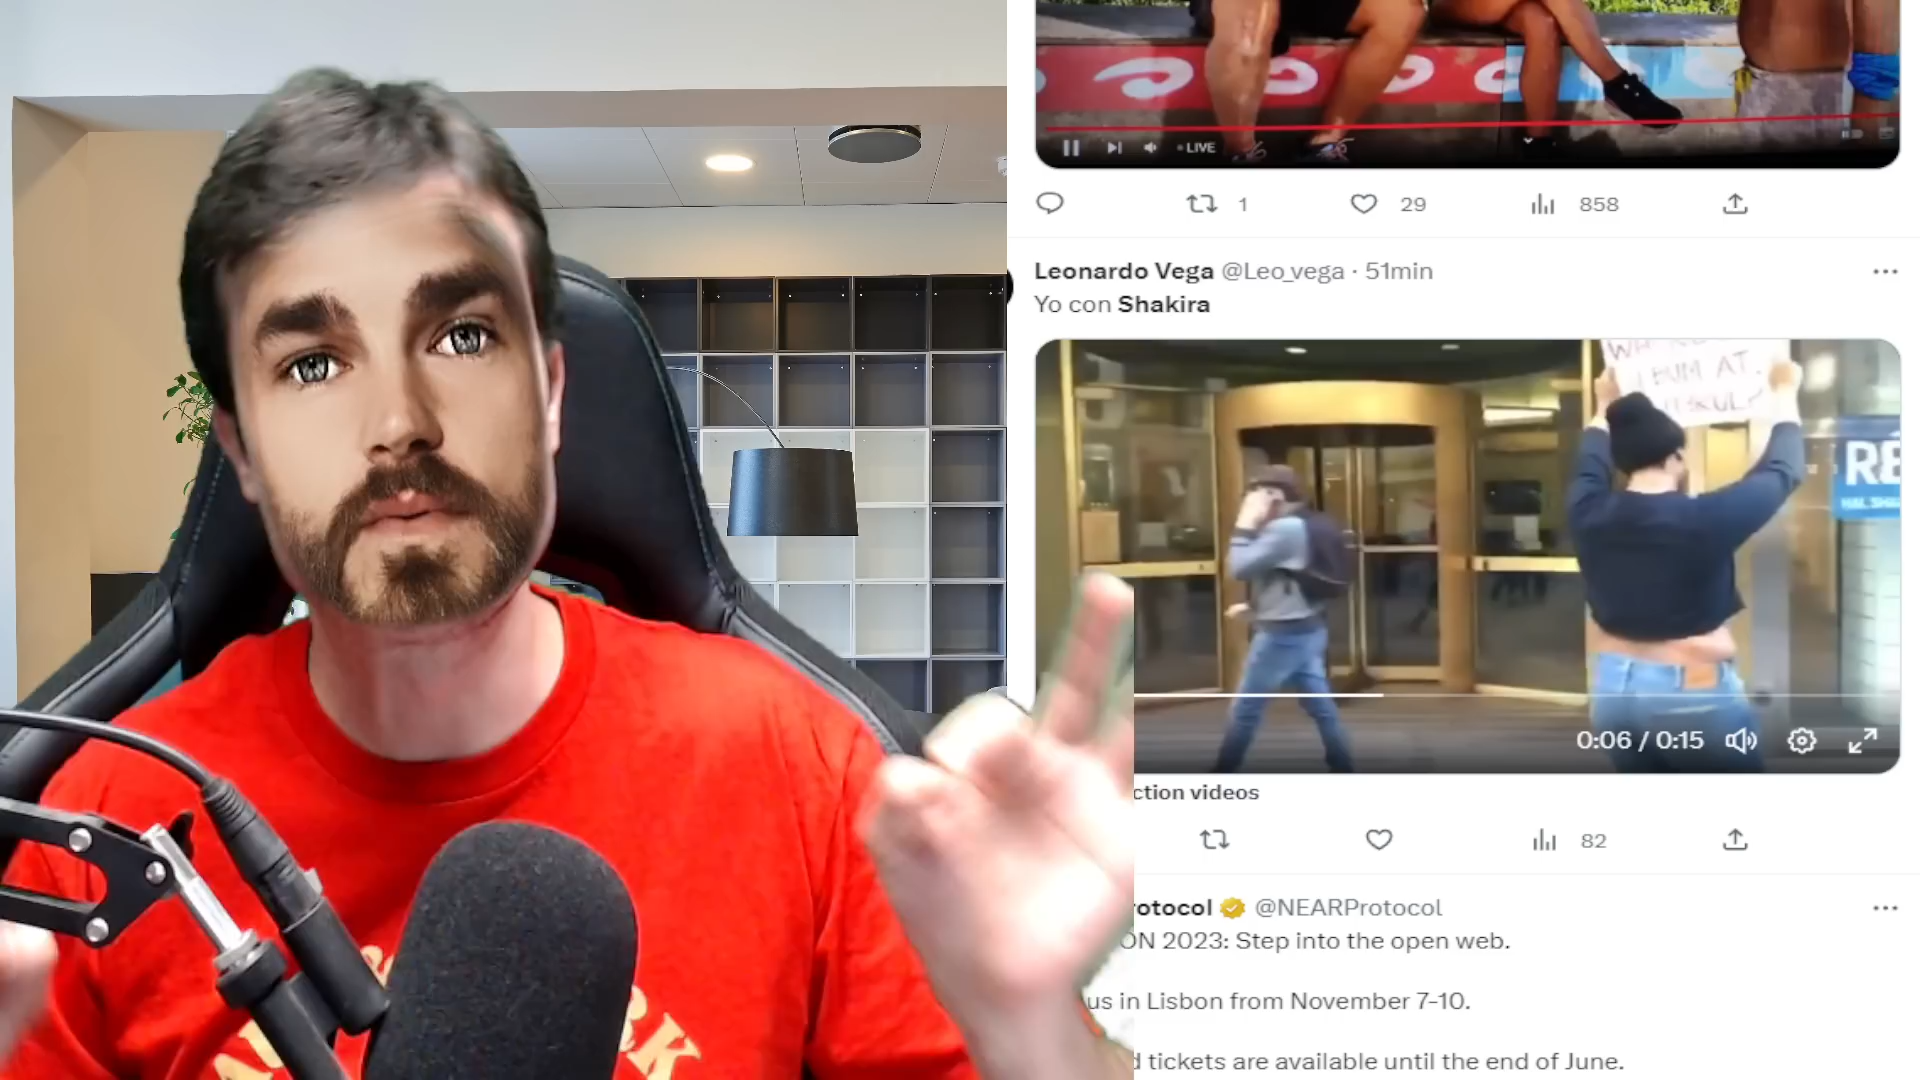 LIVE
1 29 858
Leonardo Vega @Leo_vega · 51min
Yo con Shakira
BUM AT
RE
0:06 / 0:15
ction videos
82
otocol @NEARProtocol
ON 2023: Step into the open web.
us in Lisbon from November 7-10.
d tickets are available until the end of June.